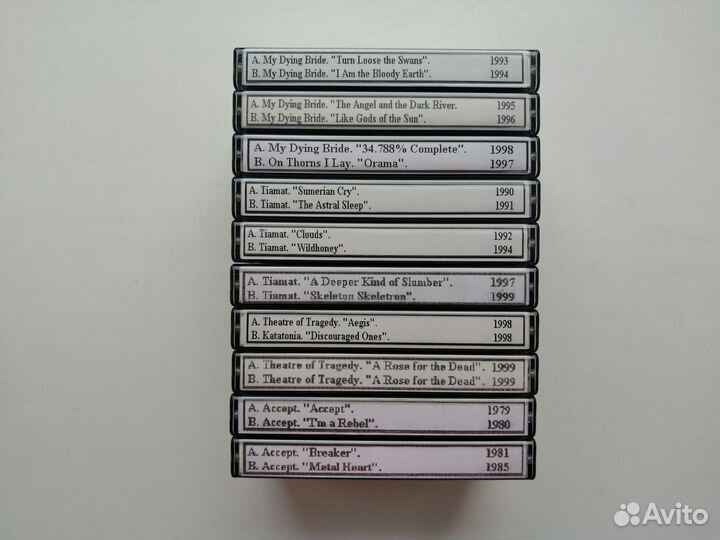 A. My Dying Bride. "Turn Loose the Swans". 1993
B. My Dying Bride. "I Am the Bloody Earth". 1994
A. My Dying Bride. "The Angel and the Dark River. 1995
B. My Dying Bride. "Like Gods of the Sun". 1996
A. My Dying Bride. "34.788% Complete". 1998
B. On Thorns I Lay. "Orama". 1997
A. Tiamat. "Sumerian Cry". 1990
B. Tiamat. "The Astral Sleep". 1991
A. Tiamat. "Clouds". 1992
B. Tiamat. "Wildhoney". 1994
A. Tiamat. "A Deeper Kind of Slumber". 1997
B. Tiamat. "Skeleton Skeletron". 1999
A. Theatre of Tragedy. "Aegis". 1998
B. Katatonia. "Discouraged Ones". 1998
A. Theatre of Tragedy. "A Rose for the Dead". 1999
B. Theatre of Tragedy. "A Rose for the Dead". 1999
A. Accept. "Accept". 1979
B. Accept. "I'm a Rebel". 1980
A. Accept. "Breaker". 1981
B. Accept. "Metal Heart". 1985
Avito